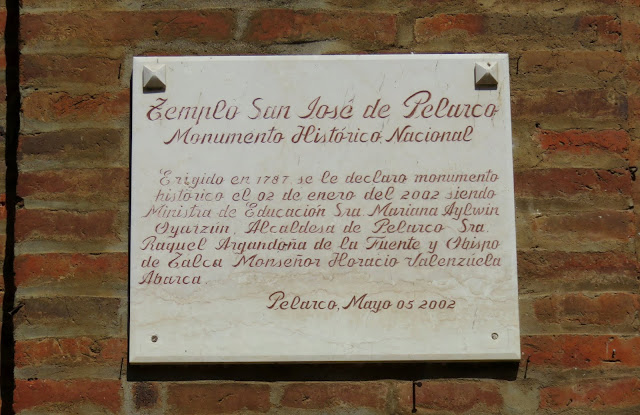 Templo San José de Pelarco
Monumento Histórico Nacional
Erigido en 1787 se le declaro monumento
histórico el 02 de enero del 2002 siendo
Ministra de Educación Sra. Mariana Aylwin
Oyarzún, Alcaldesa de Pelarco Sra.
Raquel Argandoña de la Fuente y Obispo
de Talca Monseñor Horacio Valenzuela
Abarca
Pelarco, Mayo 05 2002